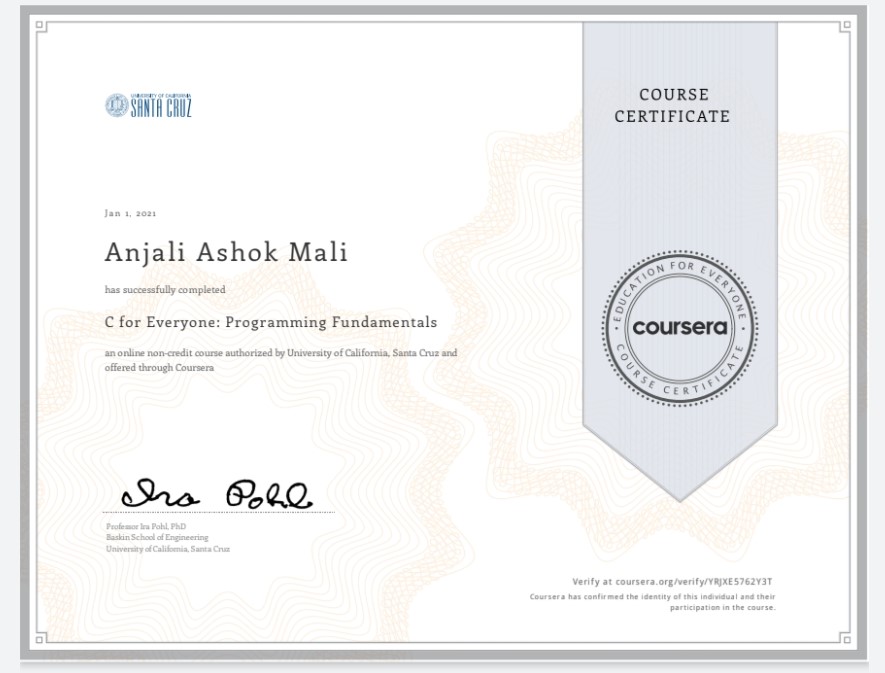 UNIVERSITY OF CALIFORNIA
SANTA CRUZ
COURSE
CERTIFICATE
Jan 1, 2021
Anjali Ashok Mali
has successfully completed
C for Everyone: Programming Fundamentals
an online non-credit course authorized by University of California, Santa Cruz and
offered through Coursera
EDUCATION FOR EVERYONE
coursera
COURSE CERTIFICATE
Ira Pohl
Professor Ira Pohl, PhD
Baskin School of Engineering
University of California, Santa Cruz
Verify at coursera.org/verify/YRJXE5762Y3T
Coursera has confirmed the identity of this individual and their
participation in the course.